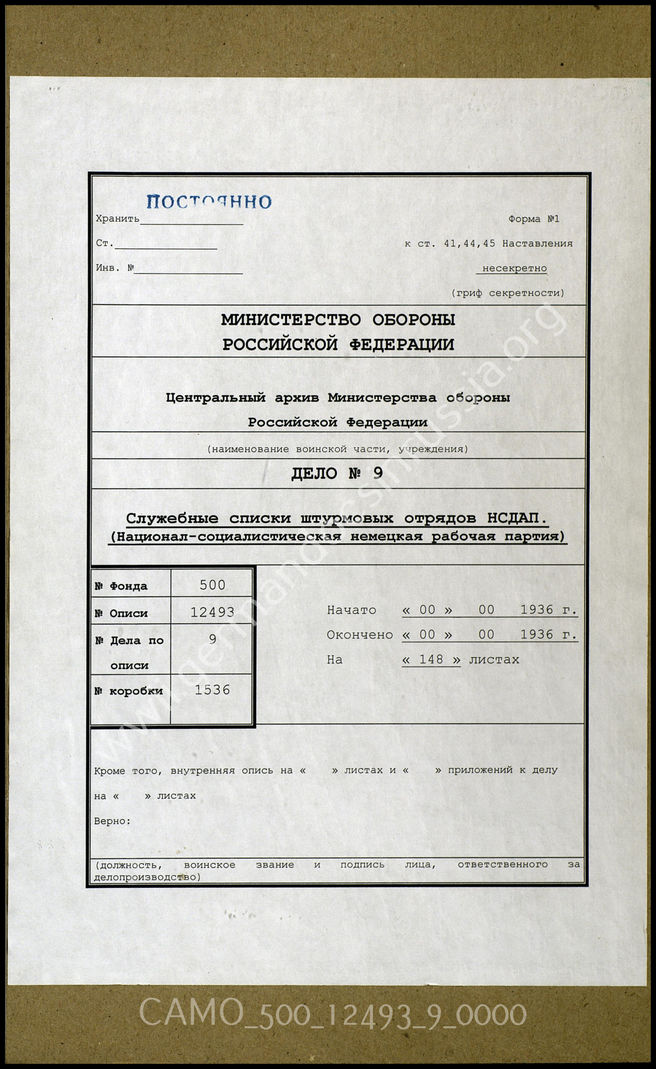 ПОСТОЯННО
Хранить
Форма №1
Ст.
к ст. 41,44,45 Наставления
Инв. №
несекретно
(гриф секретности)
МИНИСТЕРСТВО ОБОРОНЫ
РОССИЙСКОЙ ФЕДЕРАЦИИ
Центральный архив Министерства обороны
Российской Федерации
(наименование воинской части, учреждения)
ДЕЛО № 9
Служебные списки штурмовых отрядов НСДАП.
(Национал-социалистическая немецкая рабочая партия)
№ Фонда 500
№ Описи 12493
№ Дела по описи 9
№ коробки 1536
Начато « 00 » 00 1936 г.
Окончено « 00 » 00 1936 г.
На « 148 » листах
Кроме того, внутренняя опись на « » листах и « » приложений к делу
на « » листах
Верно:
(должность, воинское звание и подпись лица, ответственного за
делопроизводство)
www.germandocsinrussia.org
CAMO_500_12493_9_0000